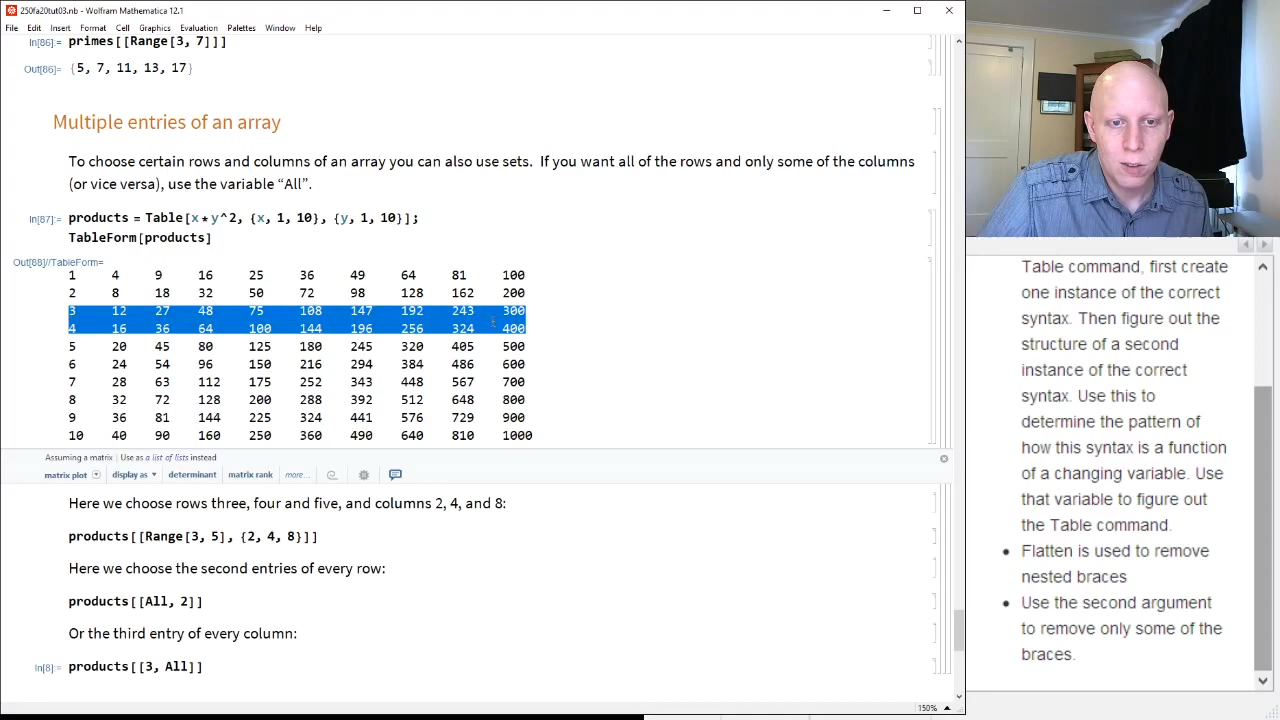 250fa20tut03.nb - Wolfram Mathematica 12.1
File Edit Insert Format Cell Graphics Evaluation Palettes Window Help
In[86]:= primes[[Range[3, 7]]]
Out[86]= {5, 7, 11, 13, 17}
Multiple entries of an array
To choose certain rows and columns of an array you can also use sets. If you want all of the rows and only some of the columns
(or vice versa), use the variable “All”.
In[87]:= products = Table[x*y^2, {x, 1, 10}, {y, 1, 10}];
TableForm[products]
Out[88]//TableForm=
1 4 9 16 25 36 49 64 81 100
2 8 18 32 50 72 98 128 162 200
3 12 27 48 75 108 147 192 243 300
4 16 36 64 100 144 196 256 324 400
5 20 45 80 125 180 245 320 405 500
6 24 54 96 150 216 294 384 486 600
7 28 63 112 175 252 343 448 567 700
8 32 72 128 200 288 392 512 648 800
9 36 81 144 225 324 441 576 729 900
10 40 90 160 250 360 490 640 810 1000
Assuming a matrix | Use as a list of lists instead
matrix plot display as determinant matrix rank more...
Here we choose rows three, four and five, and columns 2, 4, and 8:
products[[Range[3, 5], {2, 4, 8}]]
Here we choose the second entries of every row:
products[[All, 2]]
Or the third entry of every column:
In[8]:= products[[3, All]]
150%
Table command, first create
one instance of the correct
syntax. Then figure out the
structure of a second
instance of the correct
syntax. Use this to
determine the pattern of
how this syntax is a function
of a changing variable. Use
that variable to figure out
the Table command.
• Flatten is used to remove
nested braces
• Use the second argument
to remove only some of the
braces.